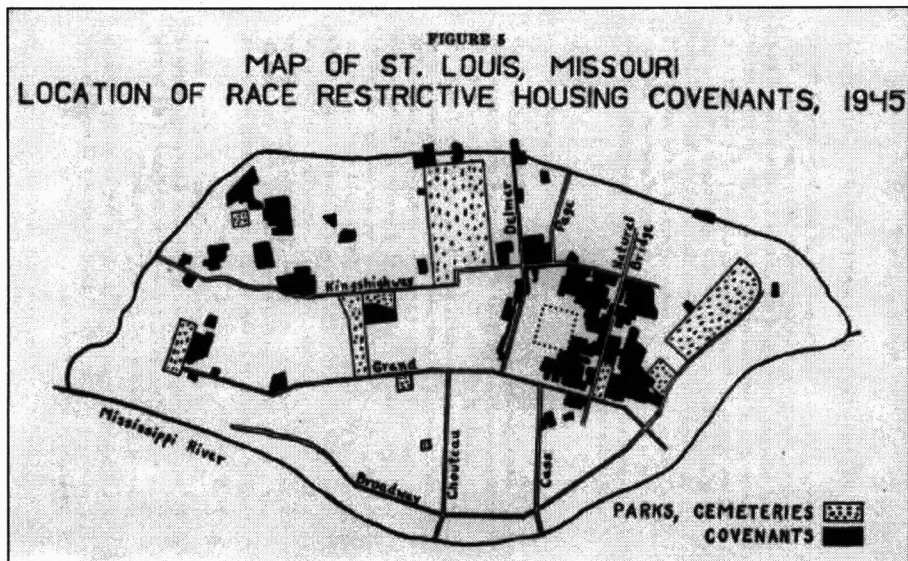 FIGURE 5
MAP OF ST. LOUIS, MISSOURI
LOCATION OF RACE RESTRICTIVE HOUSING COVENANTS, 1945
Delmar
Page
Natural
Bridge
Kingshighway
Grand
Mississippi River
Broadway
Chouteau
Cass
PARKS, CEMETERIES
COVENANTS